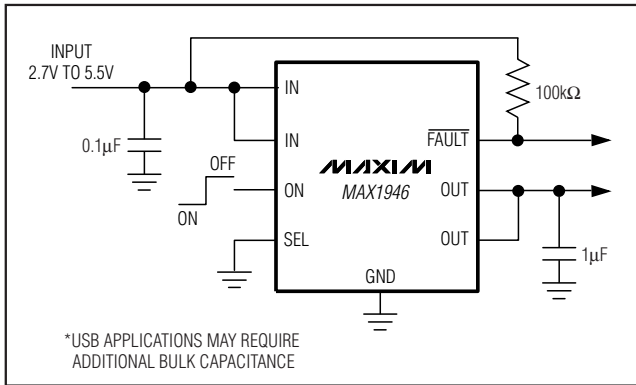 INPUT
2.7V TO 5.5V
IN
100kΩ
0.1µF
IN
FAULT
OFF
MAXIM
MAX1946
ON
ON
OUT
SEL
OUT
1µF
GND
*USB APPLICATIONS MAY REQUIRE
ADDITIONAL BULK CAPACITANCE